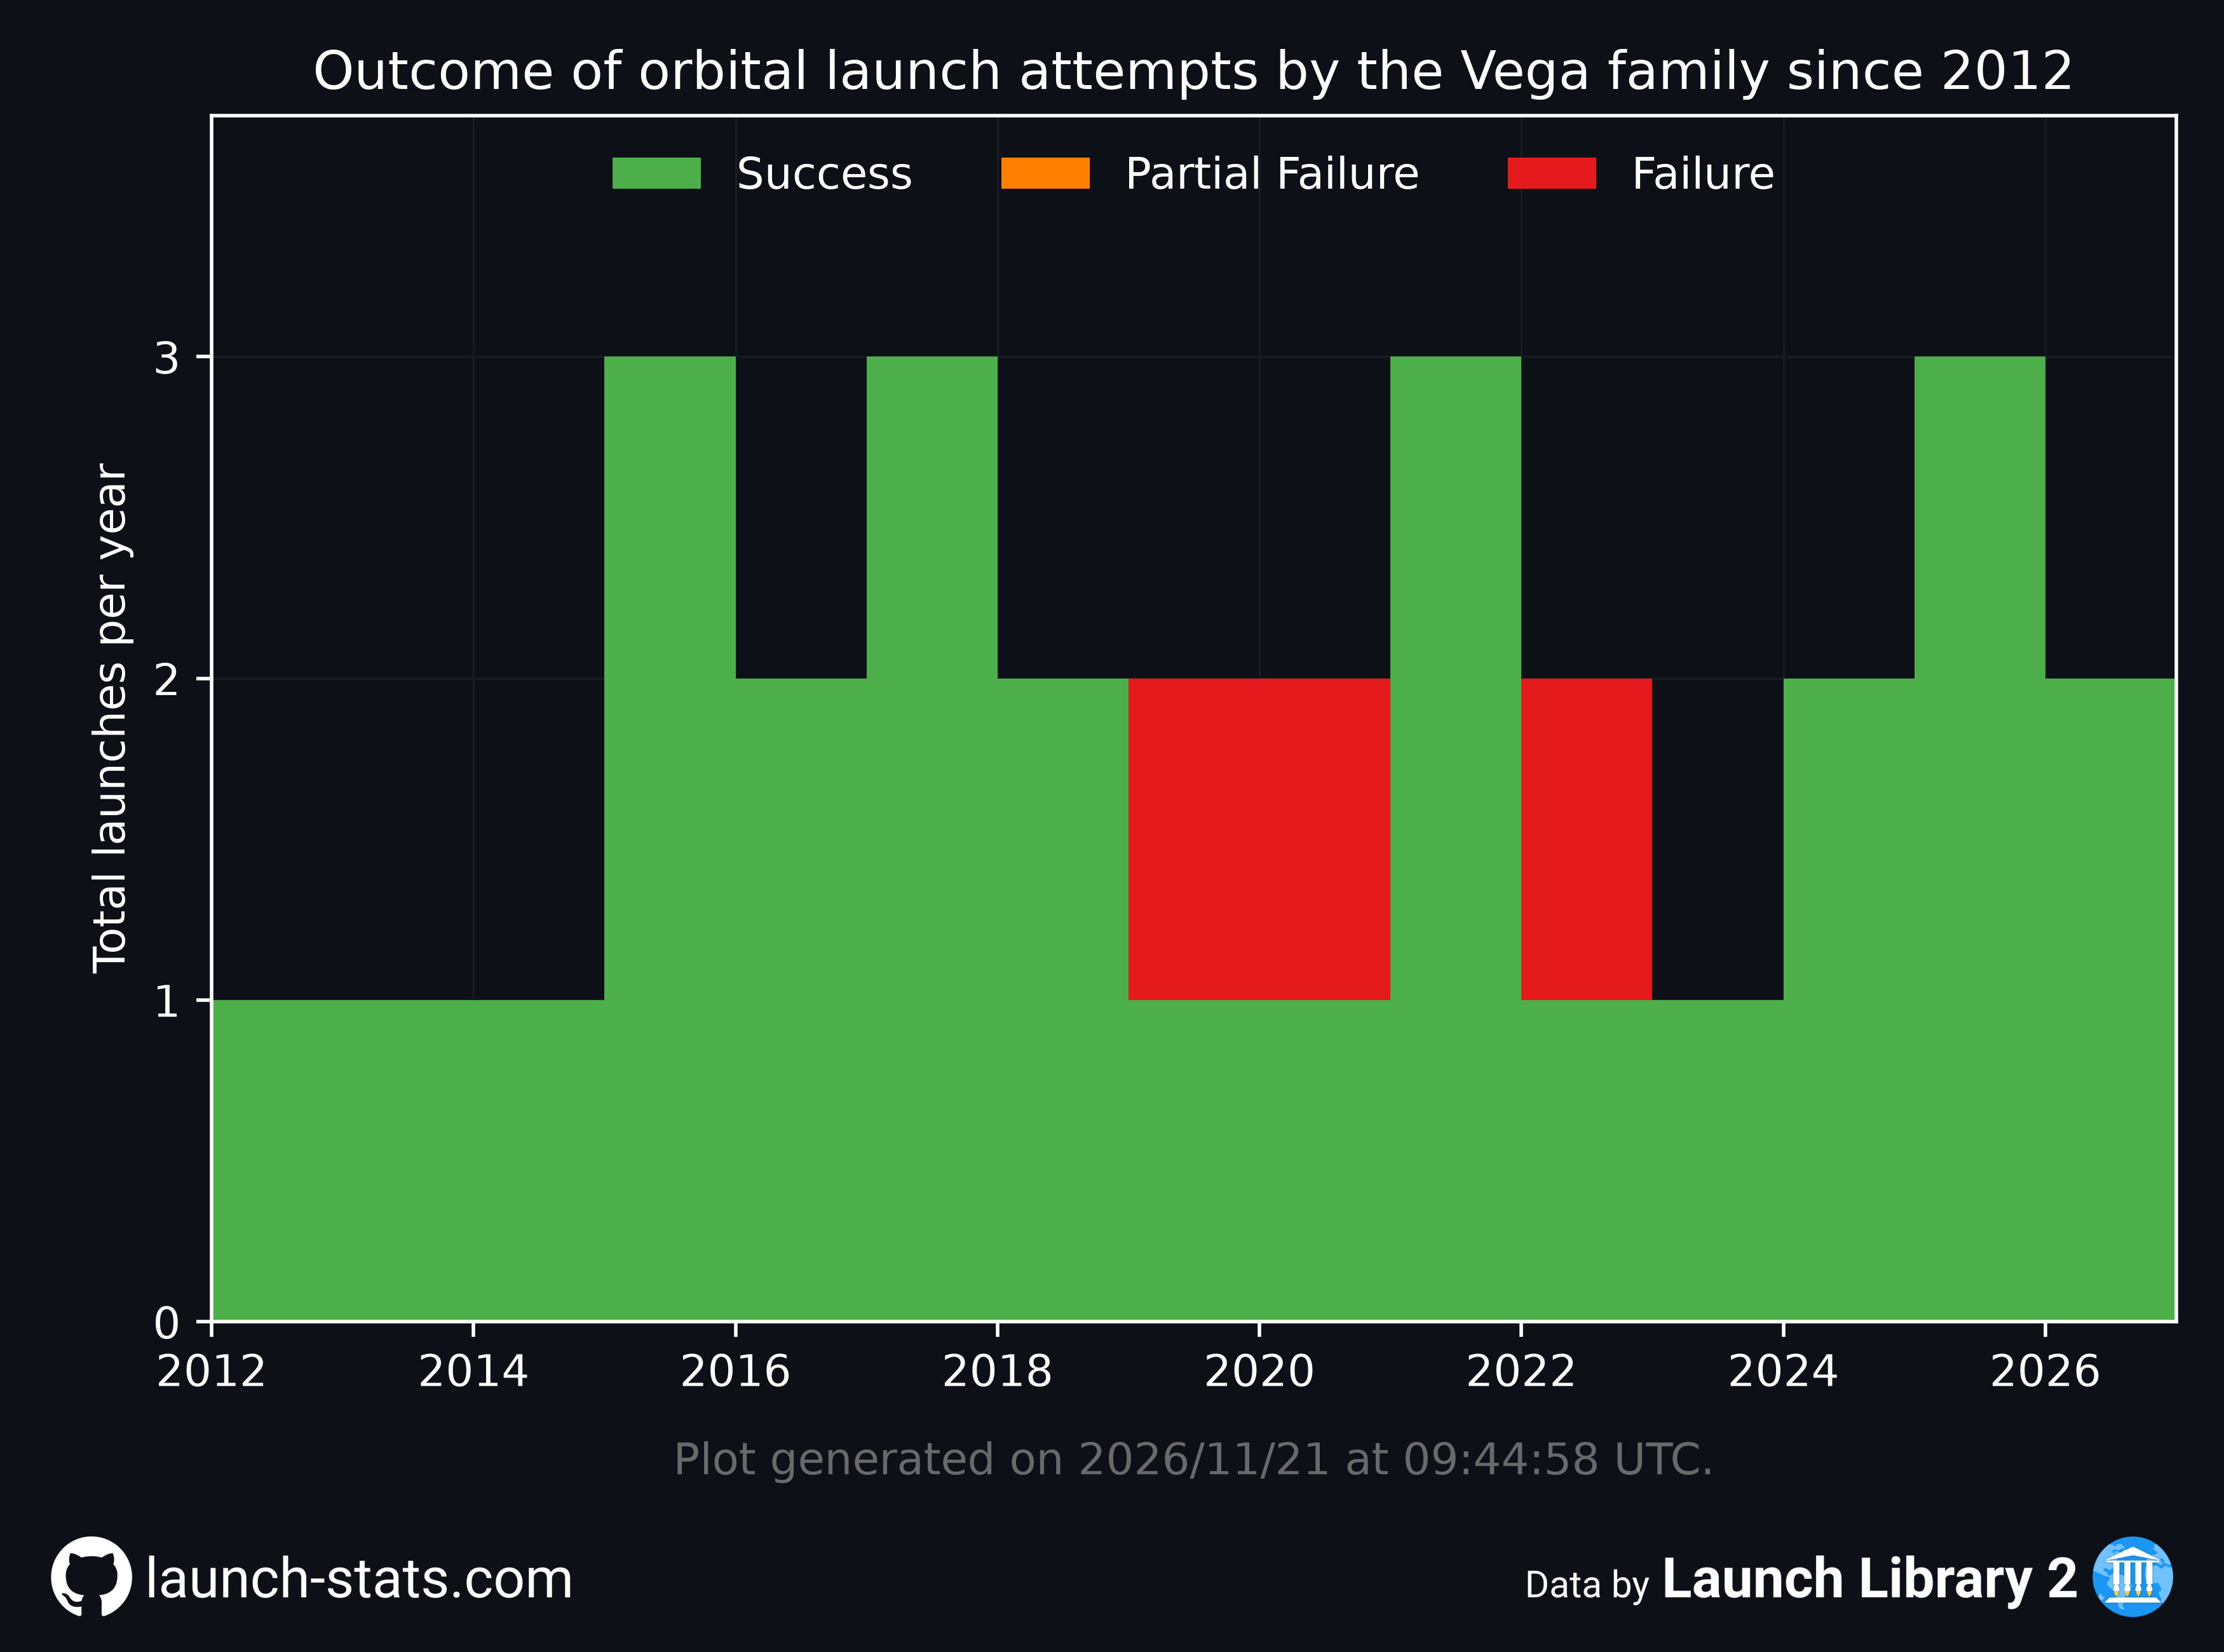 Outcome of orbital launch attempts by the Vega family since 2012
Success Partial Failure Failure
Total launches per year
3
2
1
0
2012 2014 2016 2018 2020 2022 2024 2026
Plot generated on 2026/11/21 at 09:44:58 UTC.
launch-stats.com
Data by Launch Library 2